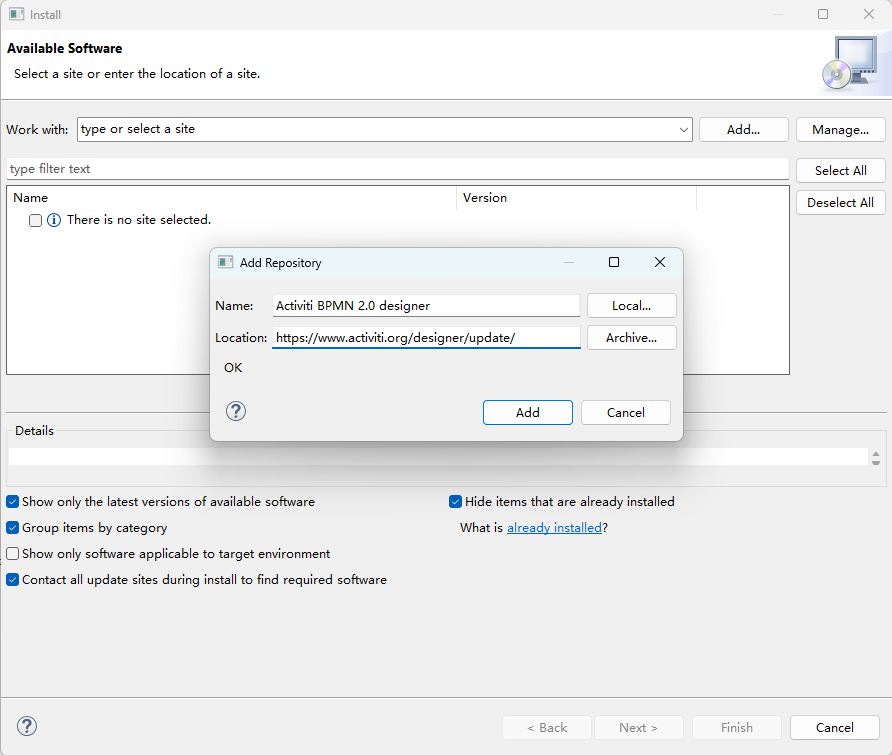 Install
Available Software
Select a site or enter the location of a site.
Work with: type or select a site Add... Manage...
type filter text Select All
Name Version Deselect All
There is no site selected.
Add Repository
Name: Activiti BPMN 2.0 designer Local...
Location: https://www.activiti.org/designer/update/ Archive...
OK
? Add Cancel
Details
Show only the latest versions of available software Hide items that are already installed
Group items by category What is already installed?
Show only software applicable to target environment
Contact all update sites during install to find required software
? < Back Next > Finish Cancel